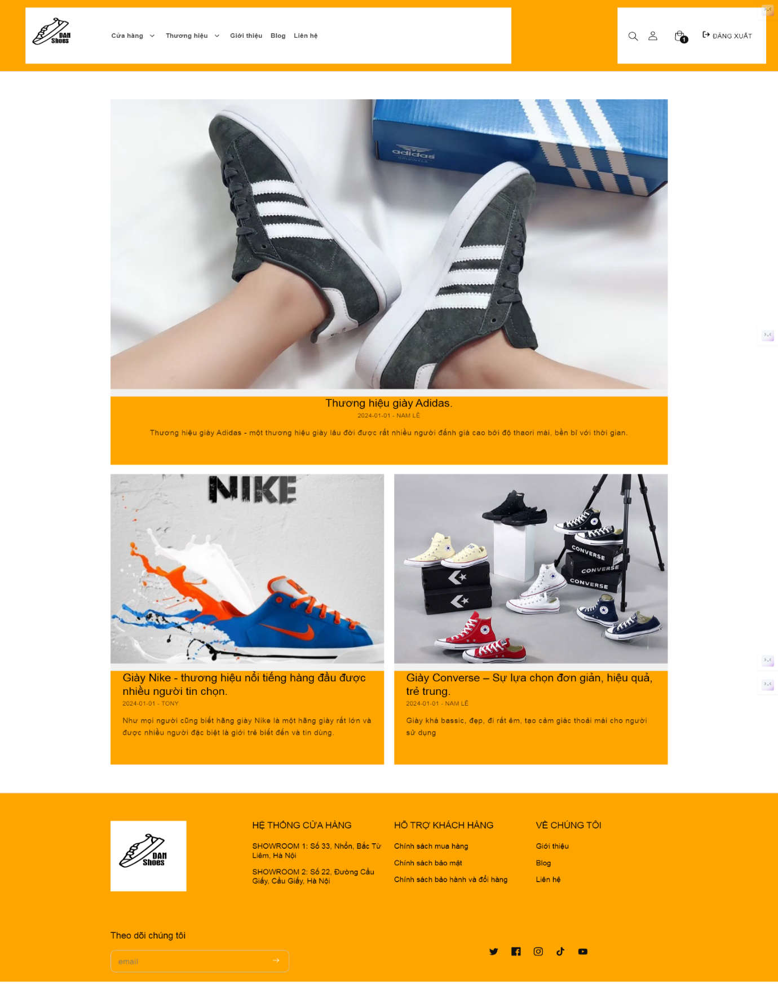 DAN
Shoes
Cửa hàng
Thương hiệu
Giới thiệu
Blog
Liên hệ
1
ĐĂNG XUẤT
adidas
ORIGINALS
Thương hiệu giày Adidas.
2024-01-01 - NAM LÊ
Thương hiệu giày Adidas - một thương hiệu giày lâu đời được rất nhiều người đánh giá cao bởi độ thaori mái, bền bỉ với thời gian.
NIKE
CONVERSE
CONVERSE
CONVERSE
Giày Nike - thương hiệu nổi tiếng hàng đầu được
nhiều người tin chọn.
2024-01-01 - TONY
Như mọi người cũng biết hãng giày Nike là một hãng giày rất lớn và
được nhiều người đặc biệt là giới trẻ biết đến và tin dùng.
Giày Converse – Sự lựa chọn đơn giản, hiệu quả,
trẻ trung.
2024-01-01 - NAM LÊ
Giày khá bassic, đẹp, đi rất êm, tạo cảm giác thoải mái cho người
sử dụng
DAN
Shoes
HỆ THỐNG CỬA HÀNG
SHOWROOM 1: Số 33, Nhổn, Bắc Từ
Liêm, Hà Nội
SHOWROOM 2: Số 22, Đường Cầu
Giấy, Cầu Giấy, Hà Nội
HỖ TRỢ KHÁCH HÀNG
Chính sách mua hàng
Chính sách bảo mật
Chính sách bảo hành và đổi hàng
VỀ CHÚNG TÔI
Giới thiệu
Blog
Liên hệ
Theo dõi chúng tôi
email